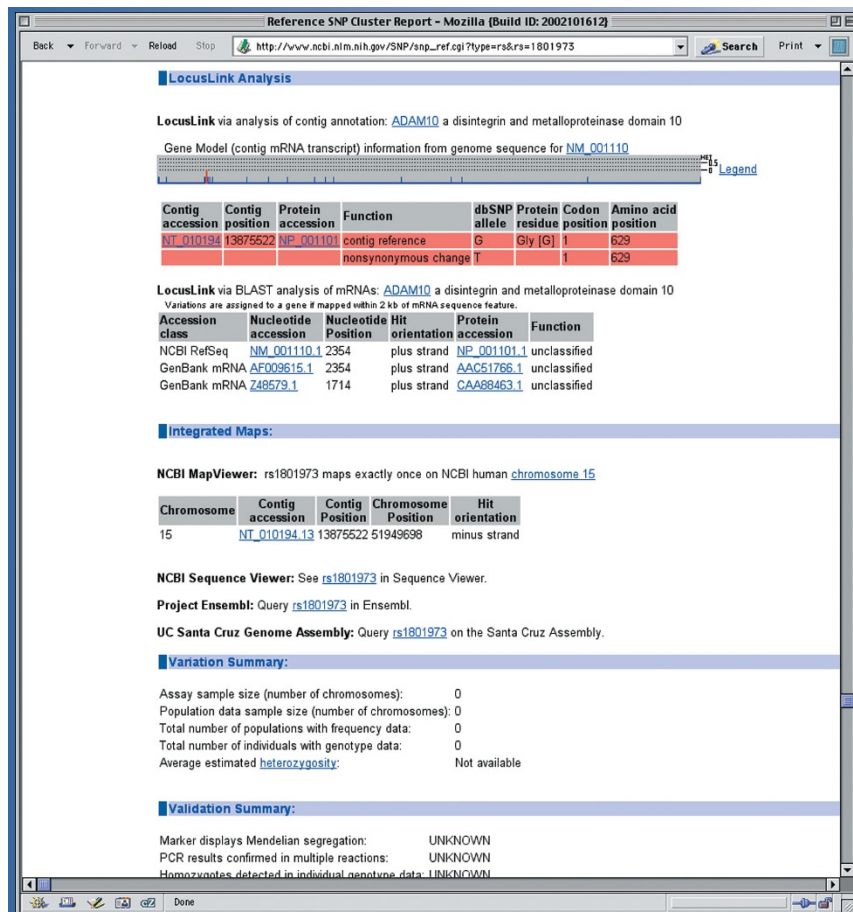 Reference SNP Cluster Report - Mozilla {Build ID: 2002101612}
Back Forward Reload Stop http://www.ncbi.nlm.nih.gov/SNP/snp_ref.cgi?type=rs&rs=1801973 Search Print
LocusLink Analysis
LocusLink via analysis of contig annotation: ADAM10 a disintegrin and metalloproteinase domain 10
Gene Model (contig mRNA transcript) information from genome sequence for NM_001110
Legend
Contig accession Contig position Protein accession Function dbSNP allele Protein residue Codon position Amino acid position
NT_010194 13875522 NP_001101 contig reference G Gly [G] 1 629
nonsynonymous change T 1 629
LocusLink via BLAST analysis of mRNAs: ADAM10 a disintegrin and metalloproteinase domain 10
Variations are assigned to a gene if mapped within 2 kb of mRNA sequence feature.
Accession class Nucleotide accession Nucleotide Position Hit orientation Protein accession Function
NCBI RefSeq NM_001110.1 2354 plus strand NP_001101.1 unclassified
GenBank mRNA AF009615.1 2354 plus strand AAC51766.1 unclassified
GenBank mRNA Z48579.1 1714 plus strand CAA88463.1 unclassified
Integrated Maps:
NCBI MapViewer: rs1801973 maps exactly once on NCBI human chromosome 15
Chromosome Contig accession Contig Position Chromosome Position Hit orientation
15 NT_010194.13 13875522 51949698 minus strand
NCBI Sequence Viewer: See rs1801973 in Sequence Viewer.
Project Ensembl: Query rs1801973 in Ensembl.
UC Santa Cruz Genome Assembly: Query rs1801973 on the Santa Cruz Assembly.
Variation Summary:
Assay sample size (number of chromosomes): 0
Population data sample size (number of chromosomes): 0
Total number of populations with frequency data: 0
Total number of individuals with genotype data: 0
Average estimated heterozygosity: Not available
Validation Summary:
Marker displays Mendelian segregation: UNKNOWN
PCR results confirmed in multiple reactions: UNKNOWN
Homozygotes detected in individual genotype data: UNKNOWN
Done